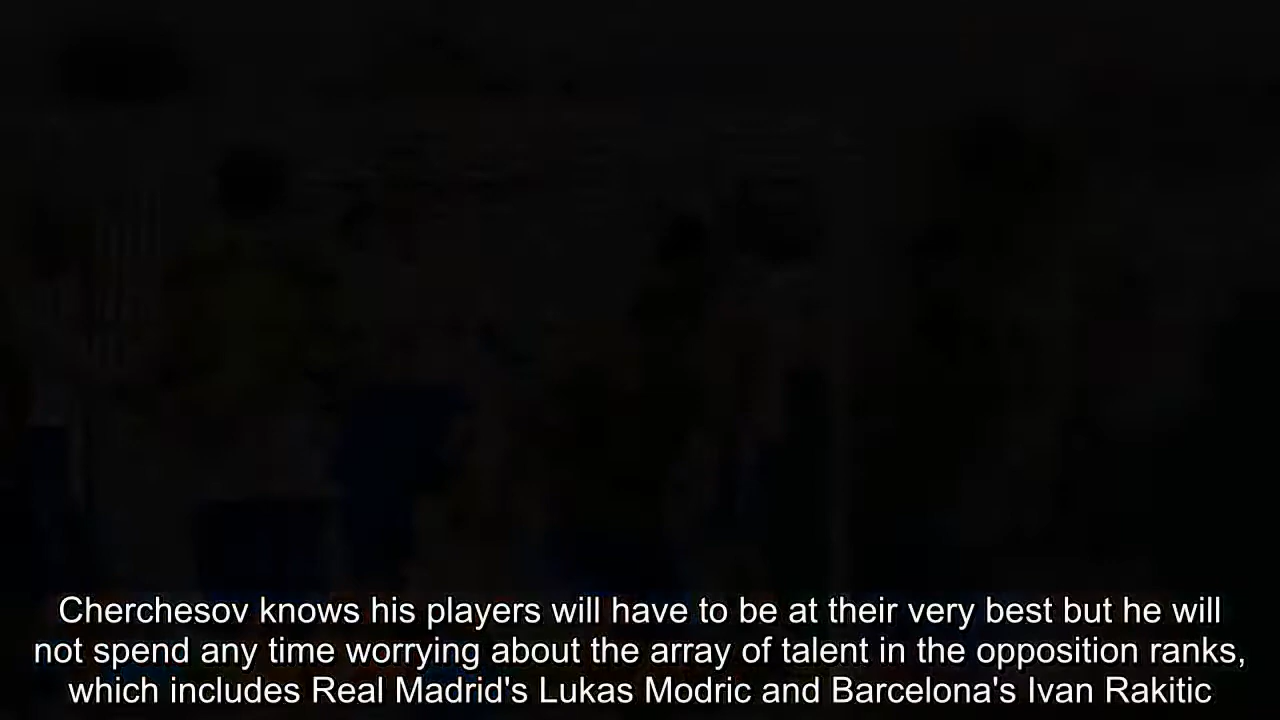 Cherchesov knows his players will have to be at their very best but he will
not spend any time worrying about the array of talent in the opposition ranks,
which includes Real Madrid's Lukas Modric and Barcelona's Ivan Rakitic